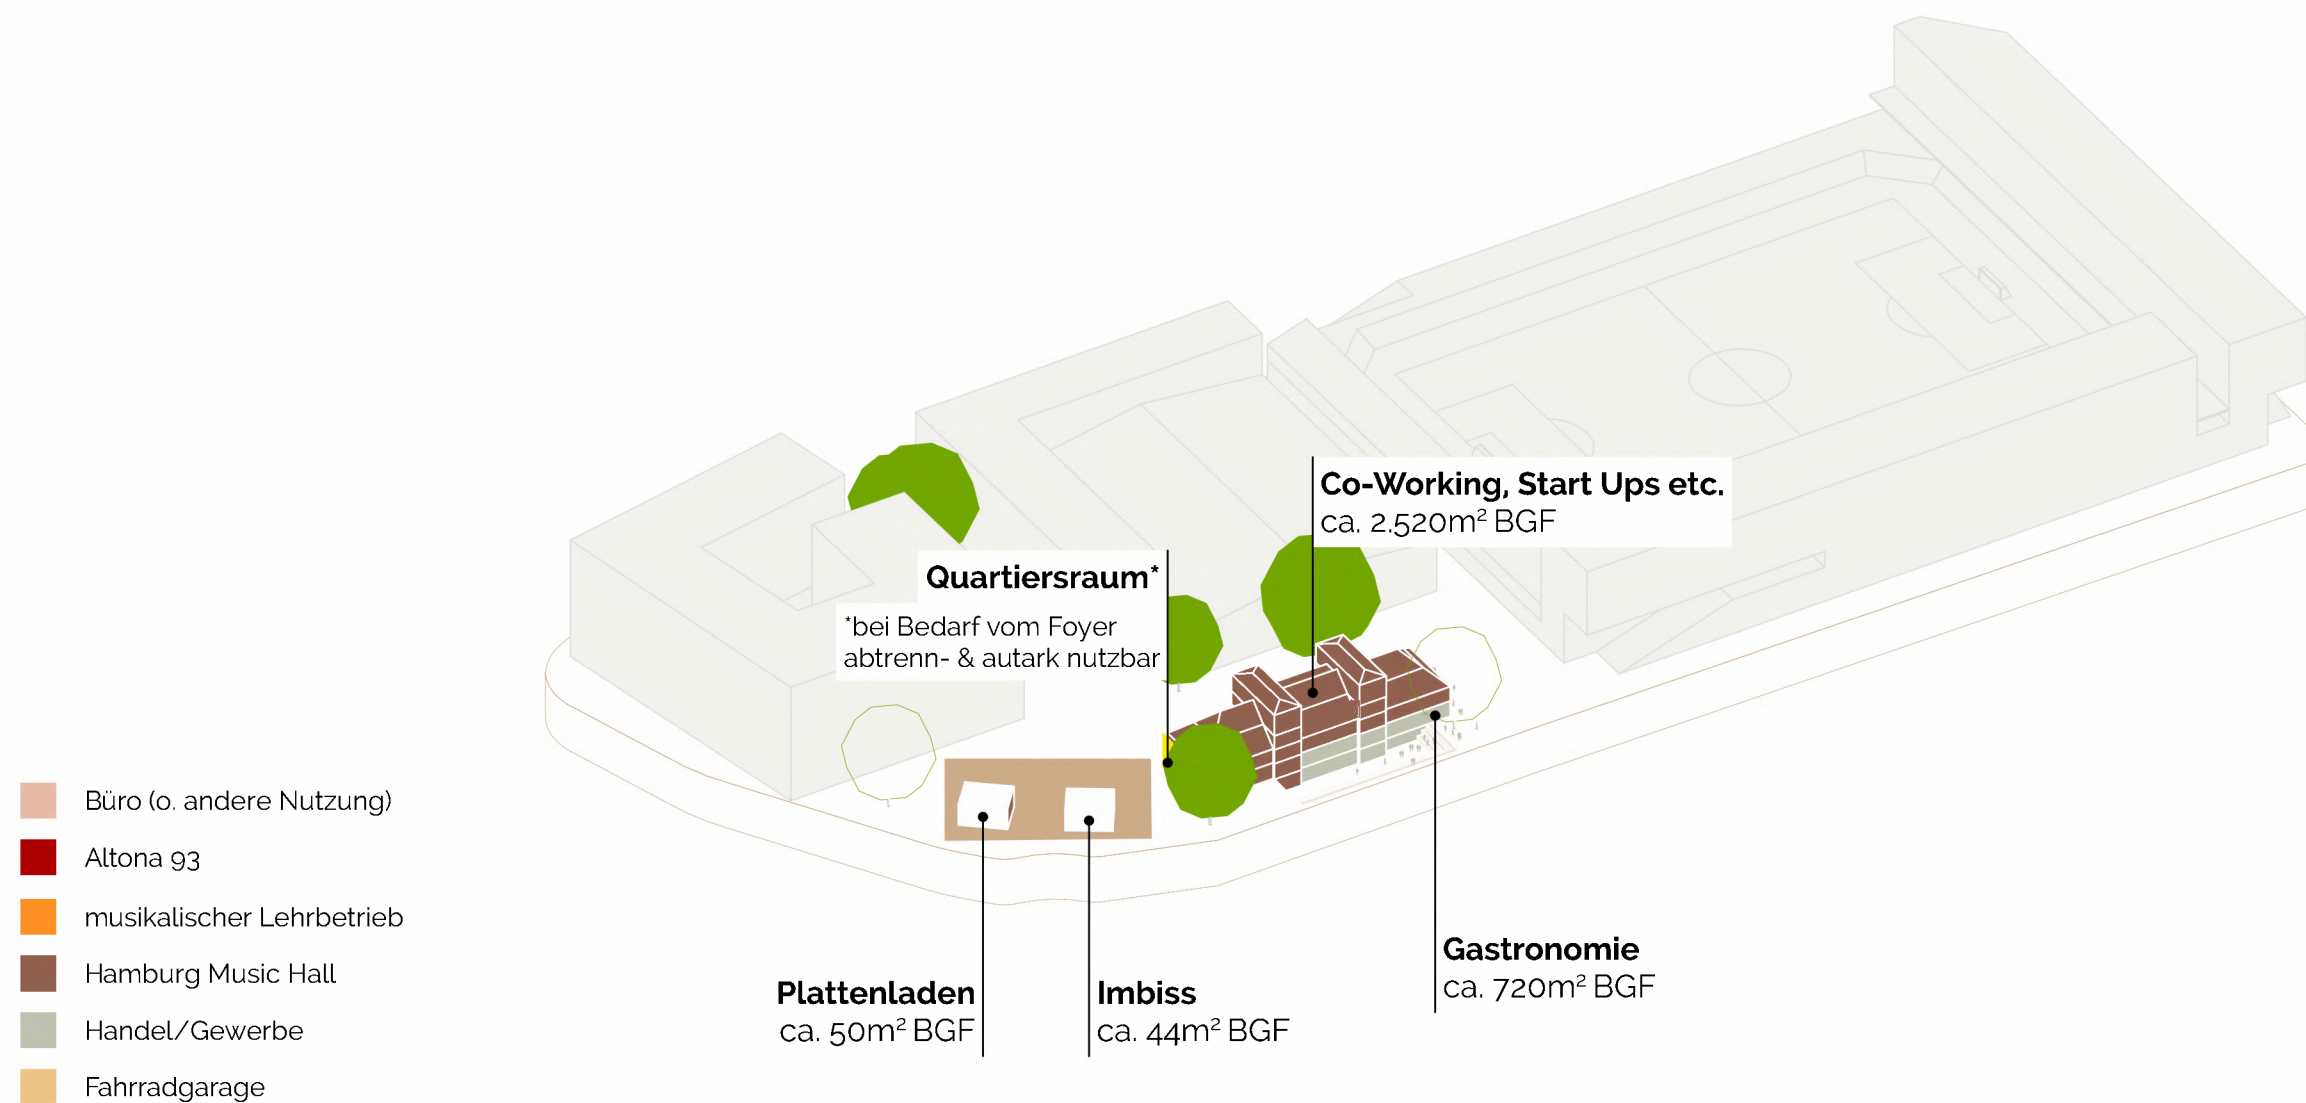 Co-Working, Start Ups etc.
ca. 2.520m² BGF
Quartiersraum*
*bei Bedarf vom Foyer
abtrenn- & autark nutzbar
Büro (o. andere Nutzung)
Altona 93
musikalischer Lehrbetrieb
Hamburg Music Hall
Handel/Gewerbe
Fahrradgarage
Plattenladen
ca. 50m² BGF
Imbiss
ca. 44m² BGF
Gastronomie
ca. 720m² BGF